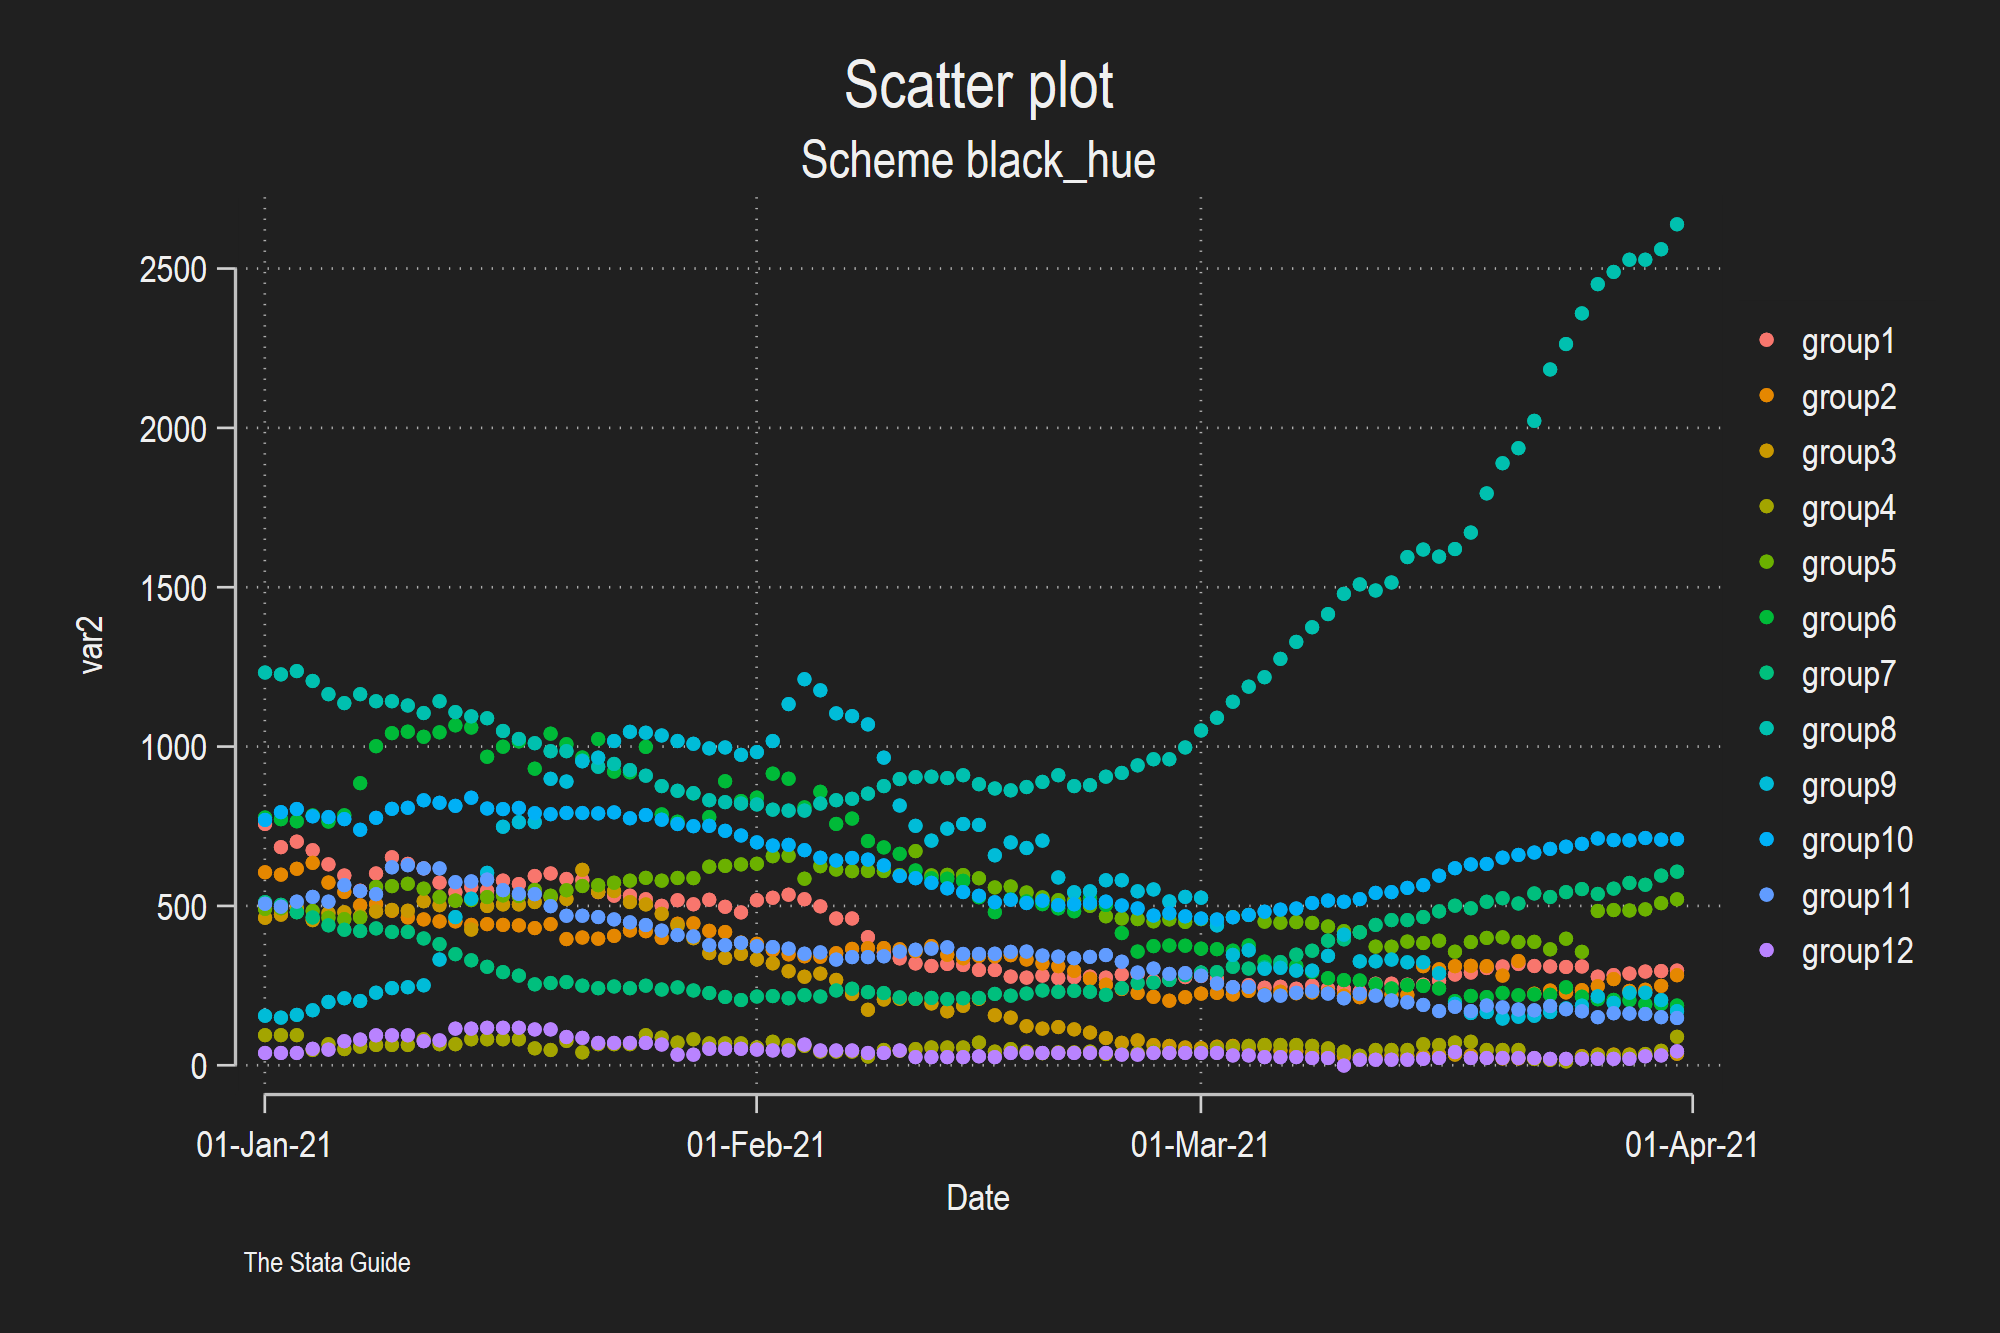 Scatter plot
Scheme black_hue
2500
2000
1500
1000
500
0
var2
01-Jan-21
01-Feb-21
01-Mar-21
01-Apr-21
Date
group1
group2
group3
group4
group5
group6
group7
group8
group9
group10
group11
group12
The Stata Guide